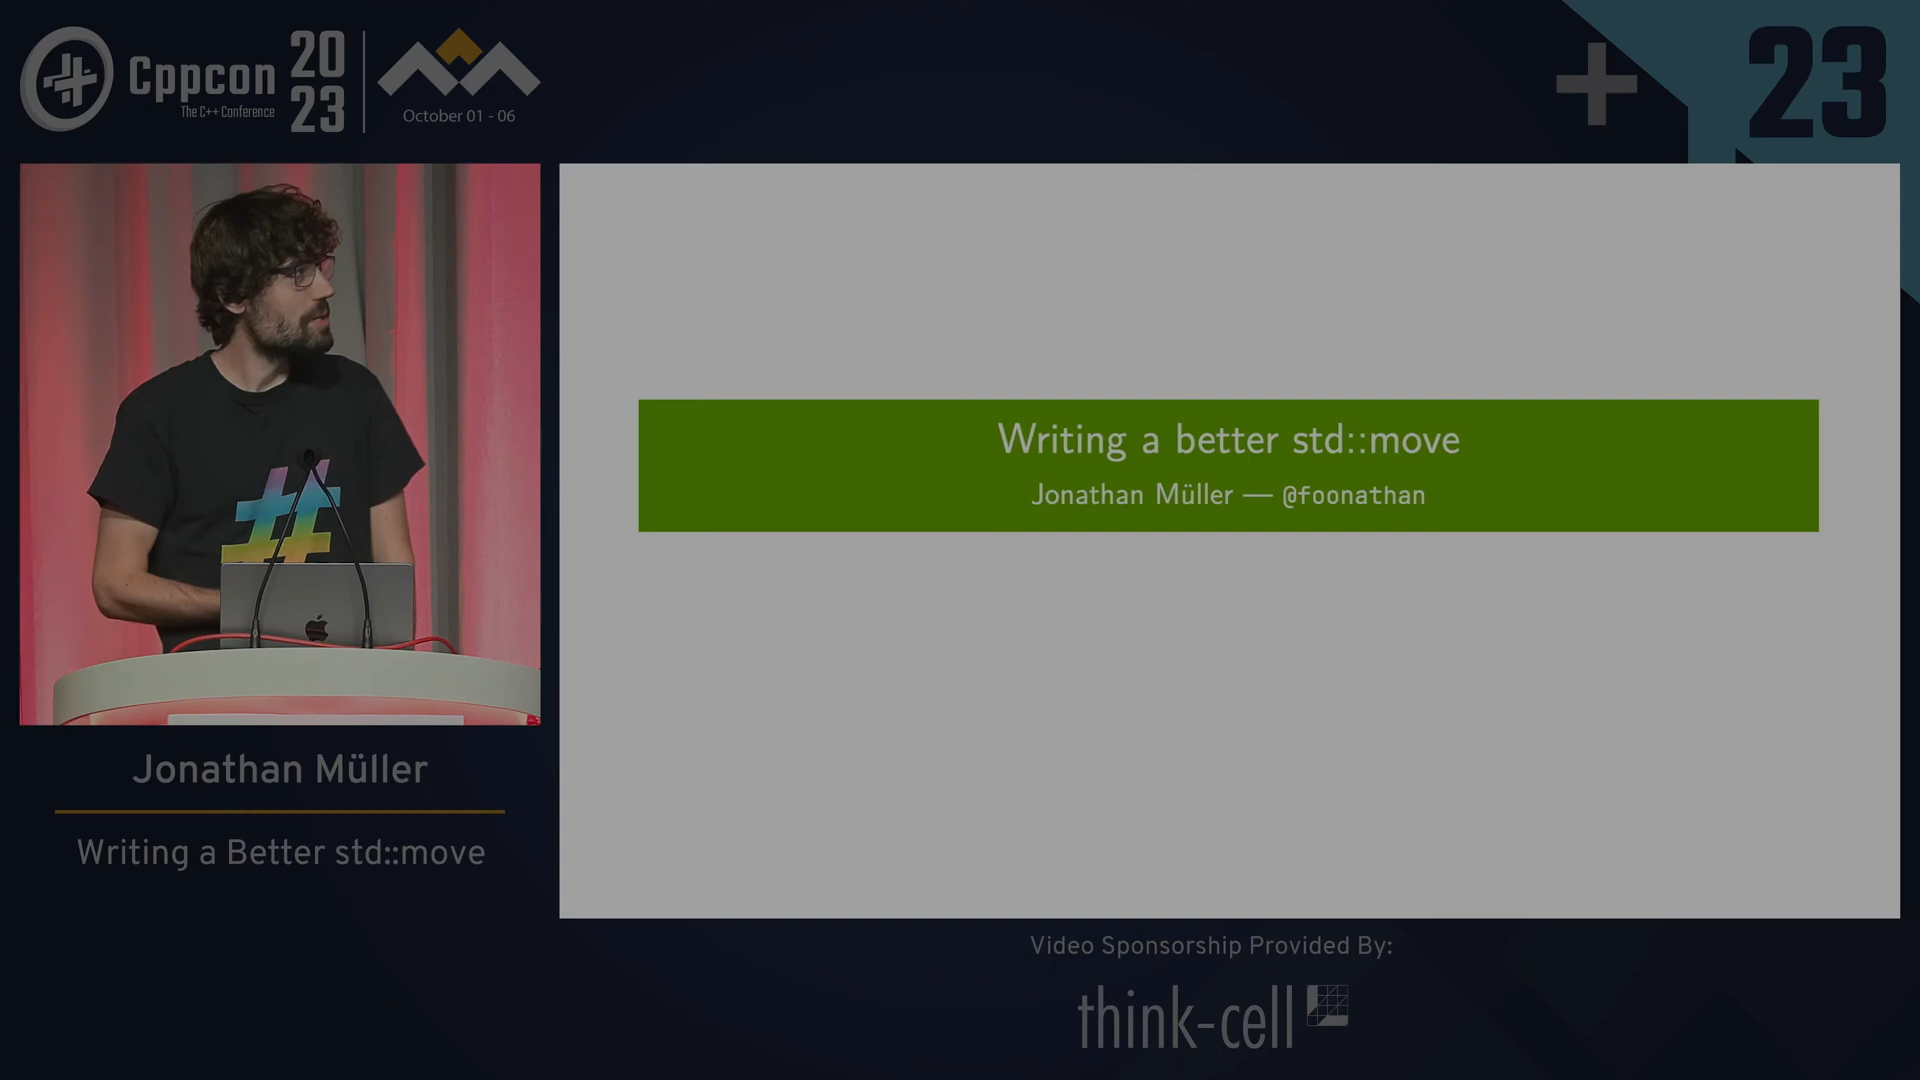 Cppcon
The C++ Conference
20
23
October 01 - 06
23
Writing a better std::move
Jonathan Müller — @foonathan
Jonathan Müller
Writing a Better std::move
Video Sponsorship Provided By:
think-cell